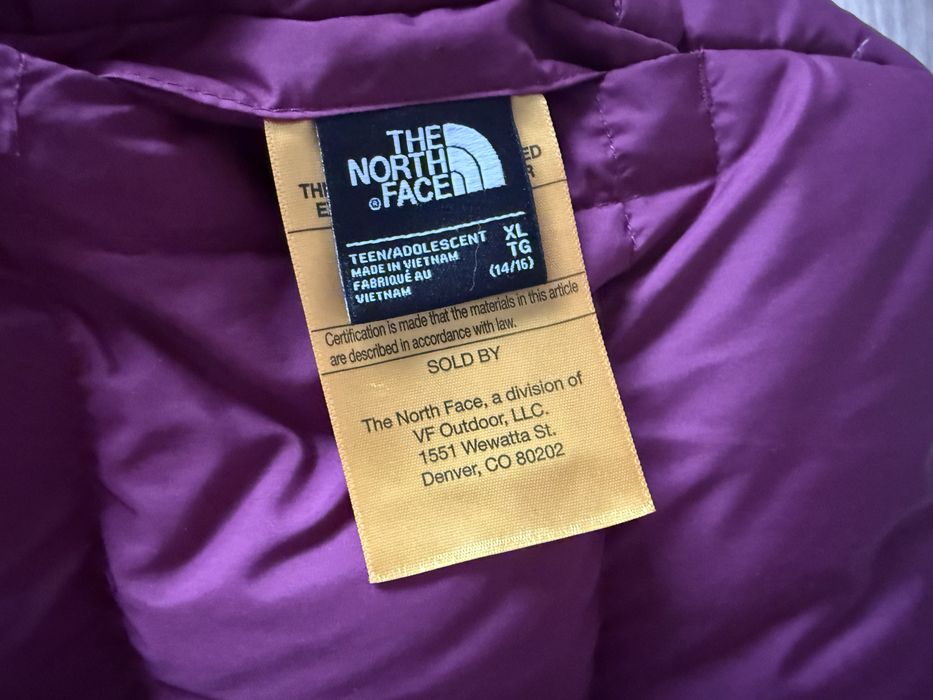 THE
NORTH
FACE
®
TEEN/ADOLESCENT XL
MADE IN VIETNAM TG
FABRIQUÉ AU (14/16)
VIETNAM
Certification is made that the materials in this article
are described in accordance with law.
SOLD BY
The North Face, a division of
VF Outdoor, LLC.
1551 Wewatta St.
Denver, CO 80202